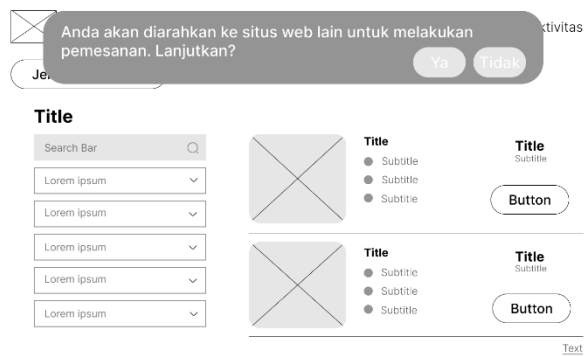 Anda akan diarahkan ke situs web lain untuk melakukan
pemesanan. Lanjutkan?
Ya
Tidak
Title
Search Bar
Lorem ipsum
Lorem ipsum
Lorem ipsum
Lorem ipsum
Lorem ipsum
Title
Subtitle
Subtitle
Subtitle
Title
Subtitle
Button
Title
Subtitle
Subtitle
Subtitle
Title
Subtitle
Button
Text